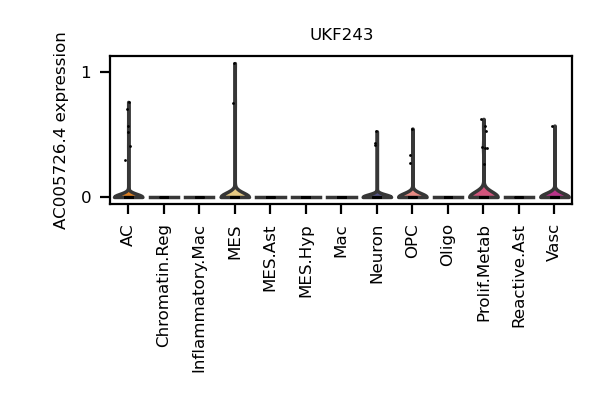 UKF243
AC005726.4 expression
1
0
AC
Chromatin.Reg
Inflammatory.Mac
MES
MES.Ast
MES.Hyp
Mac
Neuron
OPC
Oligo
Prolif.Metab
Reactive.Ast
Vasc